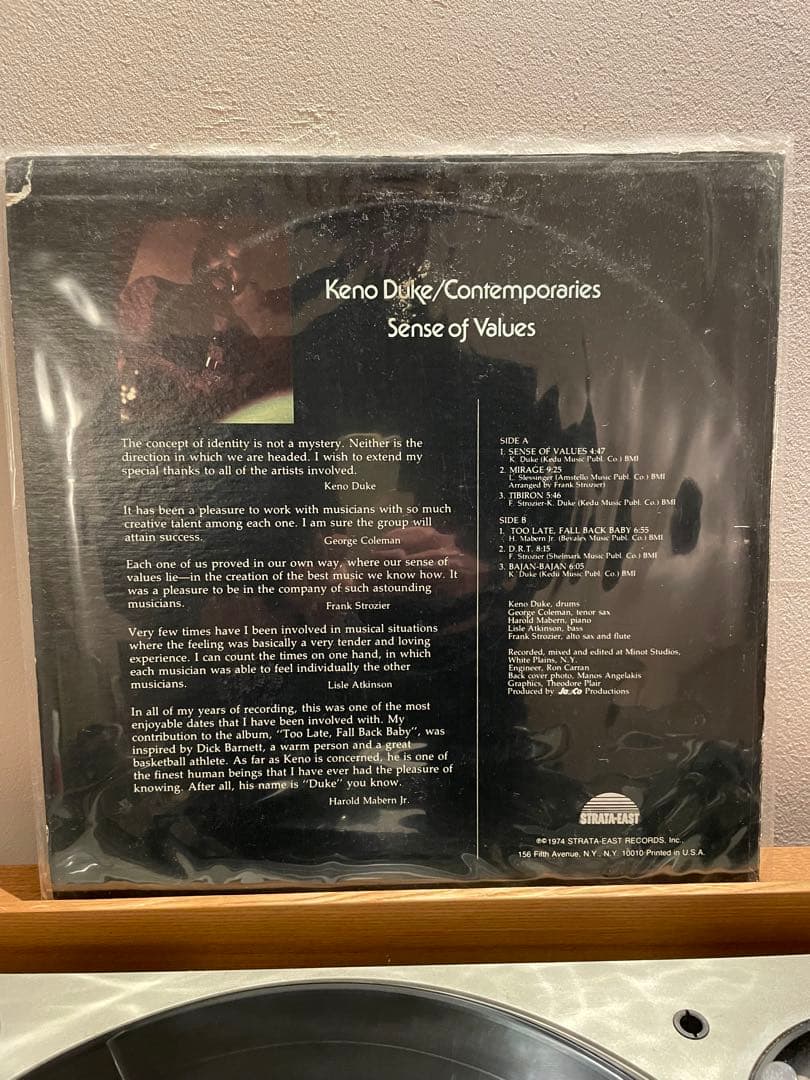 Keno Duke/Contemporaries
Sense of Values
The concept of identity is not a mystery. Neither is the
direction in which we are headed. I wish to extend my
special thanks to all of the artists involved.
Keno Duke
It has been a pleasure to work with musicians with so much
creative talent among each one. I am sure the group will
attain success.
George Coleman
Each one of us proved in our own way, where our sense of
values lie—in the creation of the best music we know how. It
was a pleasure to be in the company of such astounding
musicians.
Frank Strozier
Very few times have I been involved in musical situations
where the feeling was basically a very tender and loving
experience. I can count the times on one hand, in which
each musician was able to feel individually the other
musicians.
Lisle Atkinson
In all of my years of recording, this was one of the most
enjoyable dates that I have been involved with. My
contribution to the album, "Too Late, Fall Back Baby", was
inspired by Dick Barnett, a warm person and a great
basketball athlete. As far as Keno is concerned, he is one of
the finest human beings that I have ever had the pleasure of
knowing. After all, his name is "Duke" you know.
Harold Mabern Jr.
SIDE A
1. SENSE OF VALUES 4:47
K. Duke (Kedu Music Publ. Co.) BMI
2. MIRAGE 9:25
L. Slessinger (Amstello Music Publ. Co.) BMI
Arranged by Frank Strozier)
3. TIBIRON 5:46
F. Strozier-K. Duke (Kedu Music Publ. Co.) BMI
SIDE B
1. TOO LATE, FALL BACK BABY 6:55
H. Mabern Jr. (Bevalex Music Publ. Co.) BMI
2. D.R.T. 8:15
F. Strozier (Shelmark Music Publ. Co.) BMI
3. BAJAN-BAJAN 6:05
K. Duke (Kedu Music Publ. Co.) BMI
Keno Duke, drums
George Coleman, tenor sax
Harold Mabern, piano
Lisle Atkinson, bass
Frank Strozier, alto sax and flute
Recorded, mixed and edited at Minot Studios,
White Plains, N.Y.
Engineer, Ron Carran
Back cover photo, Manos Angelakis
Graphics, Theodore Plair
Produced by Productions
STRATA-EAST
℗©1974 STRATA-EAST RECORDS, Inc.,
156 Fifth Avenue, N.Y., N.Y. 10010 Printed in U.S.A.